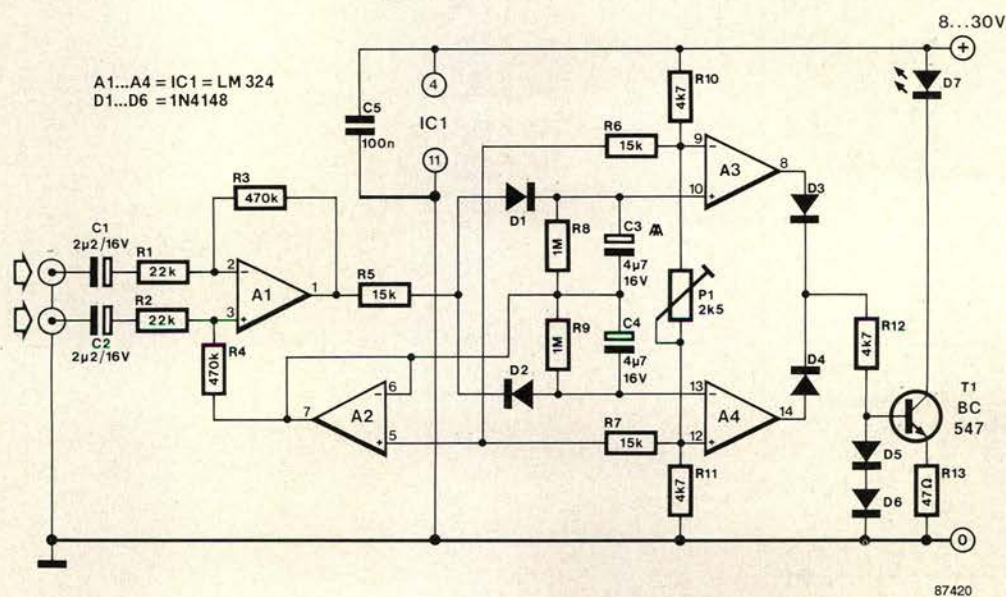 8...30V
A1...A4 = IC1 = LM 324
D1...D6 = 1N4148
4
C5
100n
IC1
11
+
D7
R10
4k7
R6
15k
9
−
A3
8
10
+
D3
R3
470k
D1
R8
1M
C3
4µ7
16V
C1
2µ2/16V
R1
22k
2
−
A1
1
R5
15k
P1
2k5
R2
22k
3
+
C2
2µ2/16V
R4
470k
R9
1M
C4
4µ7
16V
R12
4k7
D2
D4
6
−
A2
7
5
+
13
−
A4
14
12
+
R7
15k
T1
BC
547
R11
4k7
D5
D6
R13
47Ω
0
87420